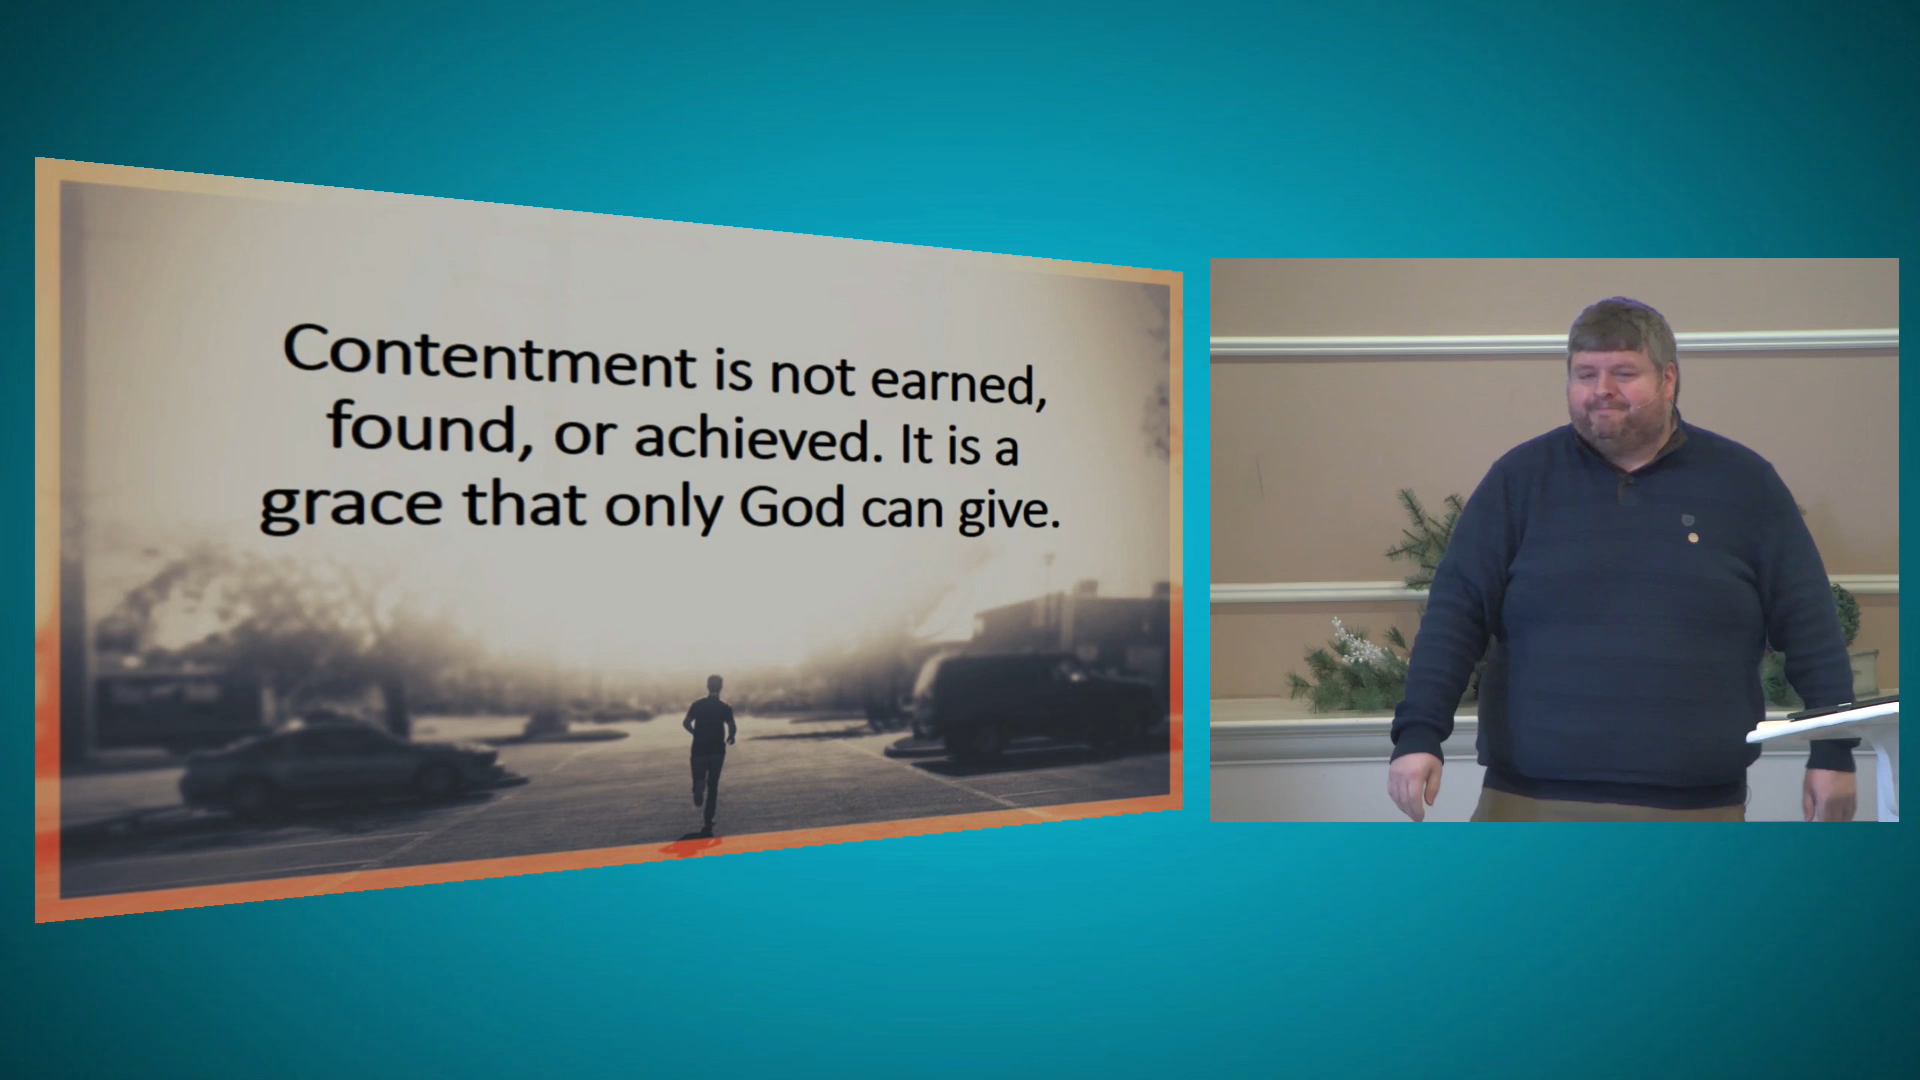 Contentment is not earned,
found, or achieved. It is a
grace that only God can give.